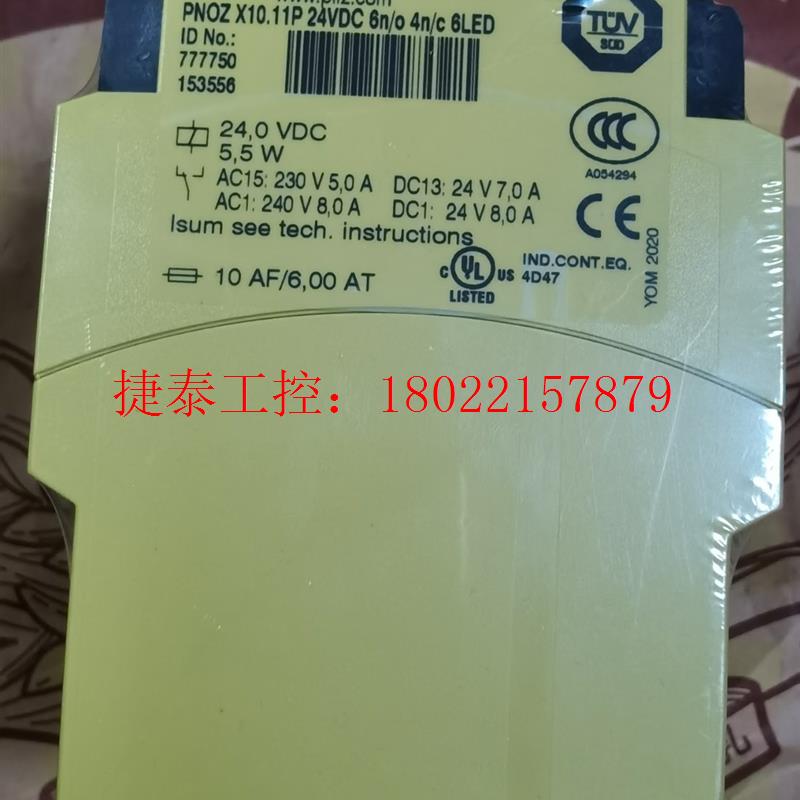 PNOZ X10.11P 24VDC 6n/o 4n/c 6LED
ID No.:
777750
153556
TÜV
SÜD
24,0 VDC
5,5 W
AC15: 230 V 5,0 A DC13: 24 V 7,0 A
AC1: 240 V 8,0 A DC1: 24 V 8,0 A
Isum see tech. instructions
A054294
CE
YOM 2020
10 AF/6,00 AT
C UL US
LISTED
IND.CONT.EQ.
4D47
捷泰工控：18022157879